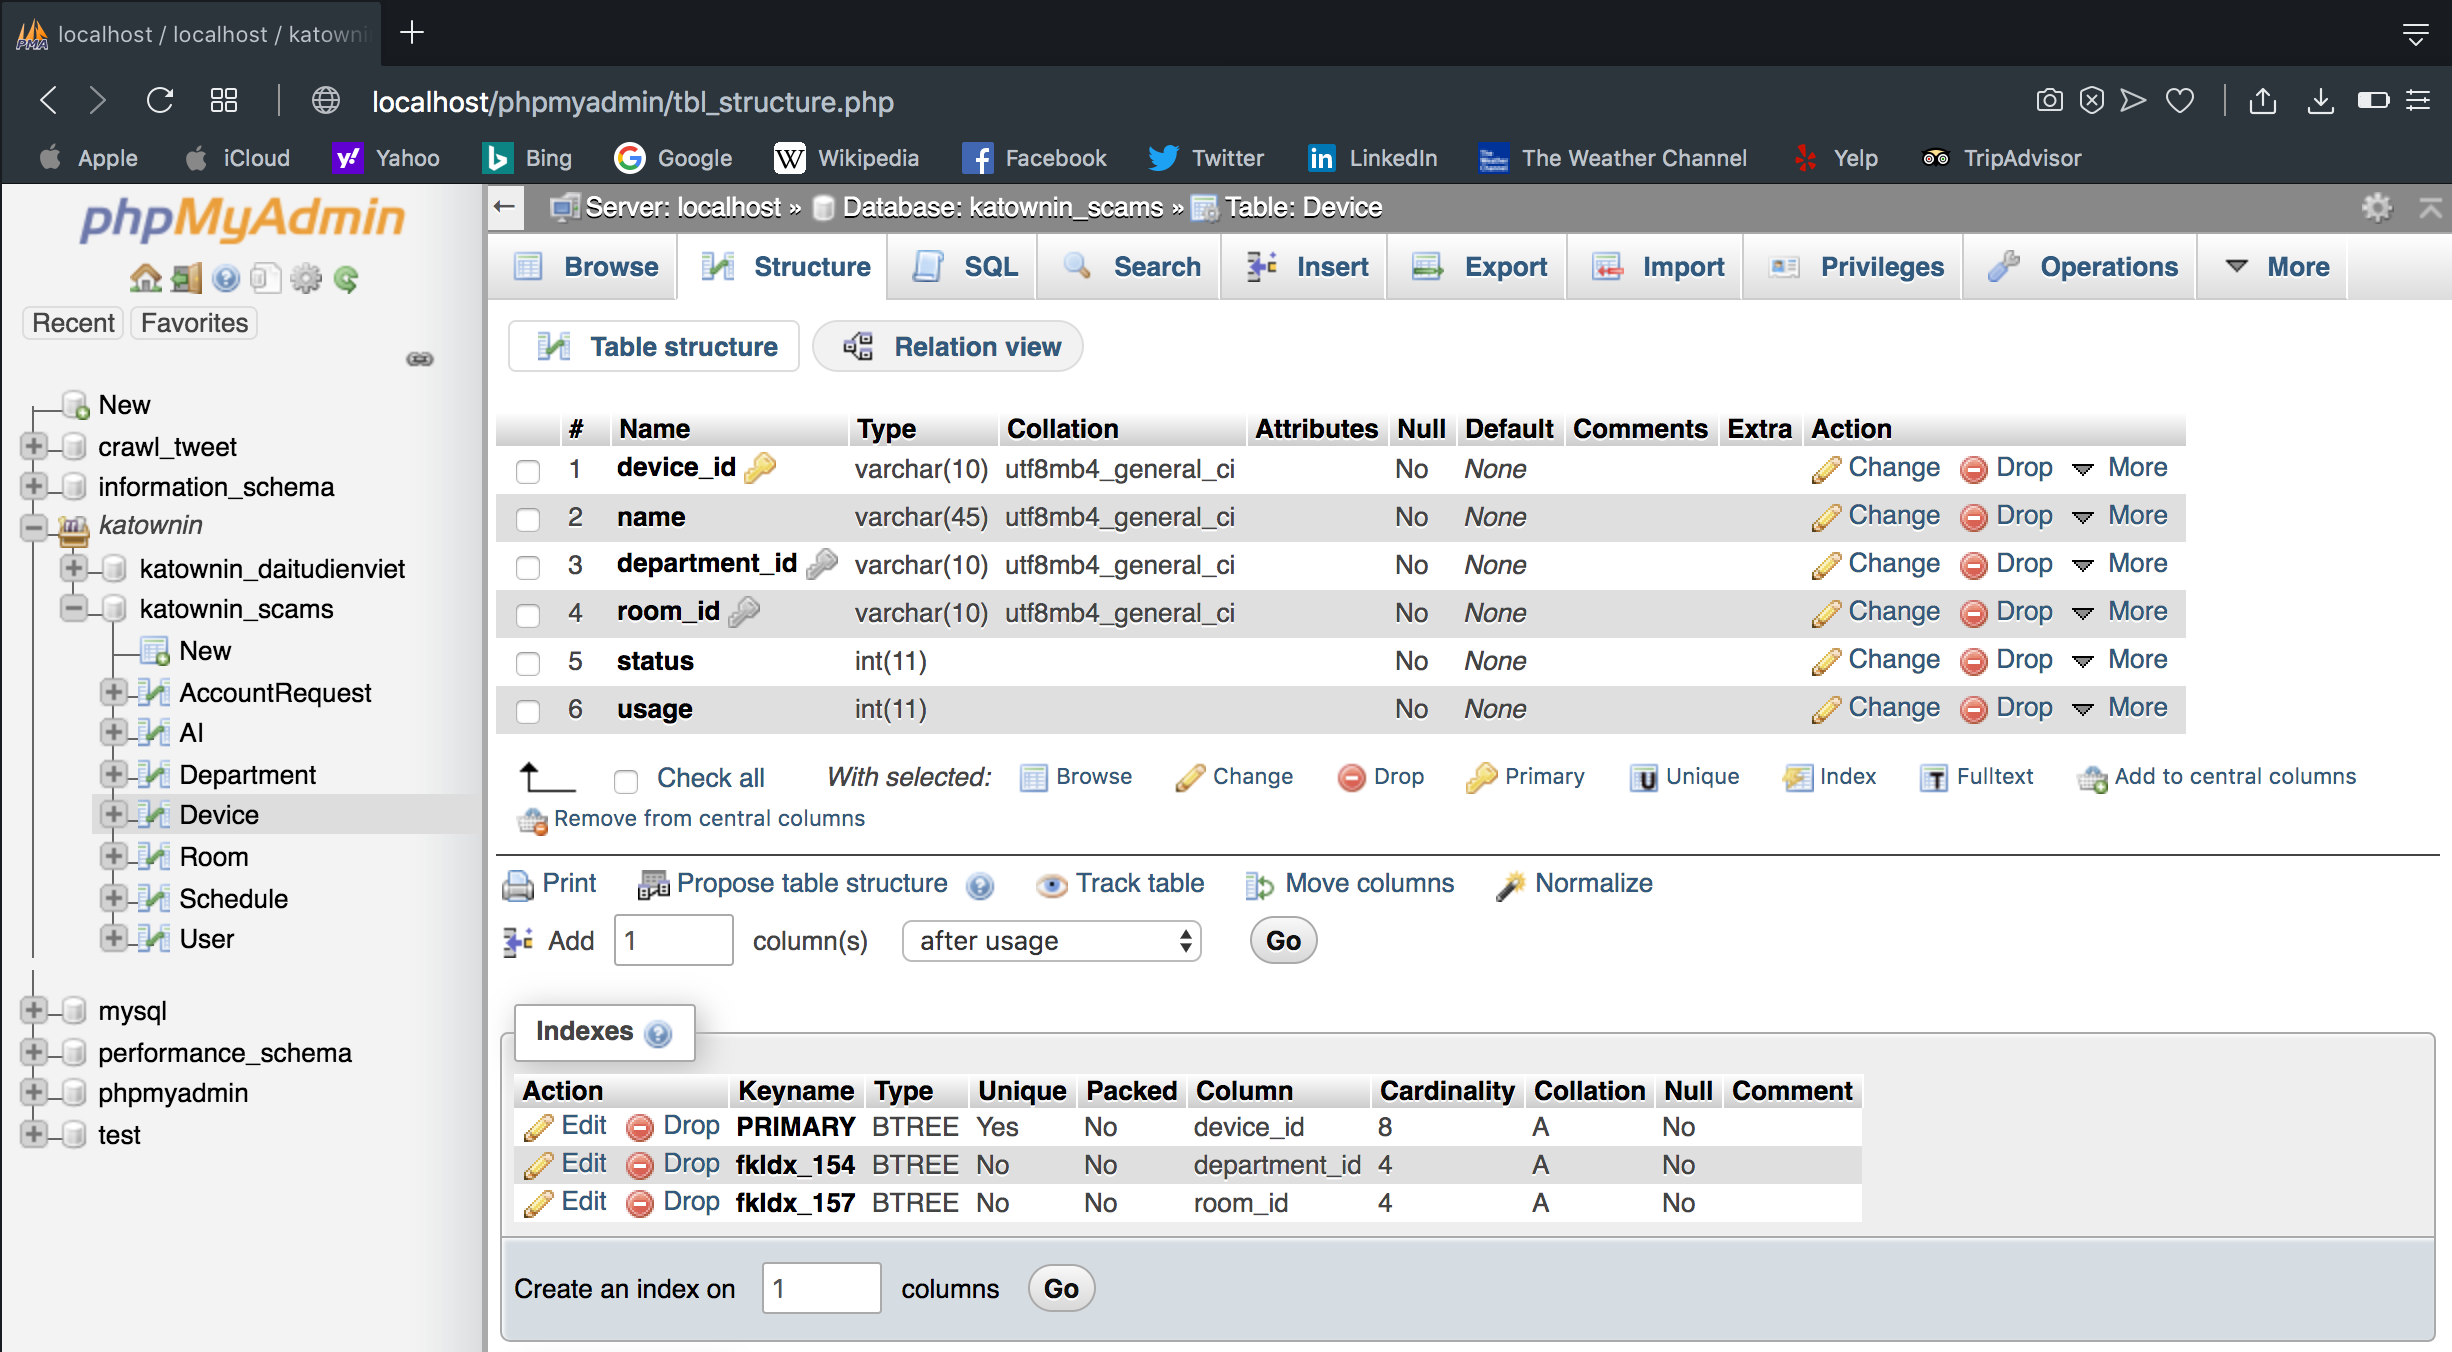 localhost / localhost / katowni
localhost/phpmyadmin/tbl_structure.php
Apple iCloud Yahoo Bing Google Wikipedia Facebook Twitter LinkedIn The Weather Channel Yelp TripAdvisor
phpMyAdmin
Recent Favorites
New
crawl_tweet
information_schema
katownin
katownin_daitudienviet
katownin_scams
New
AccountRequest
AI
Department
Device
Room
Schedule
User
mysql
performance_schema
phpmyadmin
test
Server: localhost » Database: katownin_scams » Table: Device
Browse Structure SQL Search Insert Export Import Privileges Operations More
Table structure Relation view
# Name Type Collation Attributes Null Default Comments Extra Action
1 device_id varchar(10) utf8mb4_general_ci No None Change Drop More
2 name varchar(45) utf8mb4_general_ci No None Change Drop More
3 department_id varchar(10) utf8mb4_general_ci No None Change Drop More
4 room_id varchar(10) utf8mb4_general_ci No None Change Drop More
5 status int(11) No None Change Drop More
6 usage int(11) No None Change Drop More
Check all With selected: Browse Change Drop Primary Unique Index Fulltext Add to central columns
Remove from central columns
Print Propose table structure Track table Move columns Normalize
Add 1 column(s) after usage Go
Indexes
Action Keyname Type Unique Packed Column Cardinality Collation Null Comment
Edit Drop PRIMARY BTREE Yes No device_id 8 A No
Edit Drop fkIdx_154 BTREE No No department_id 4 A No
Edit Drop fkIdx_157 BTREE No No room_id 4 A No
Create an index on 1 columns Go